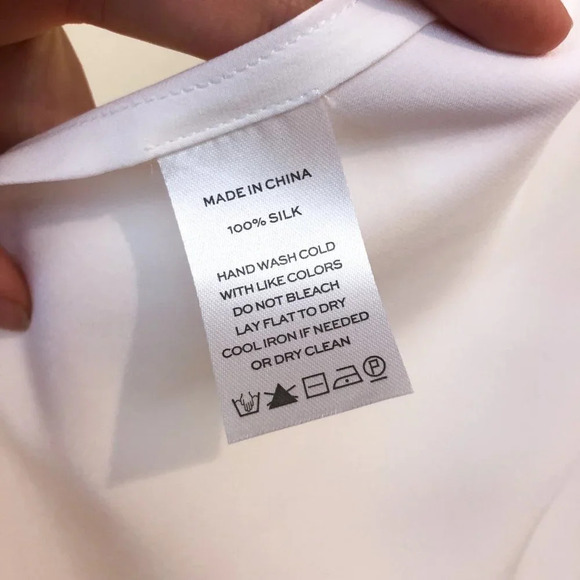 MADE IN CHINA
100% SILK
HAND WASH COLD
WITH LIKE COLORS
DO NOT BLEACH
LAY FLAT TO DRY
COOL IRON IF NEEDED
OR DRY CLEAN
P